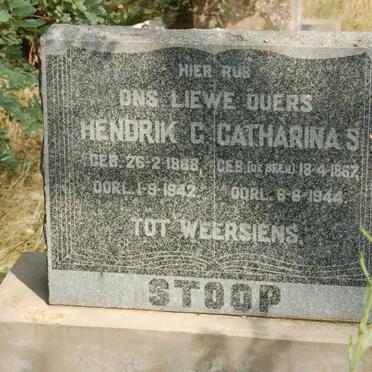 HIER RUS
ONS LIEWE OUERS
HENDRIK C. CATHARINA S.
GEB. 26-2-1868, GEB. (DE BEER) 18-4-1867,
OORL. 1-9-1942. OORL. 6-8-1944.
TOT WEERSIENS.
STOOP